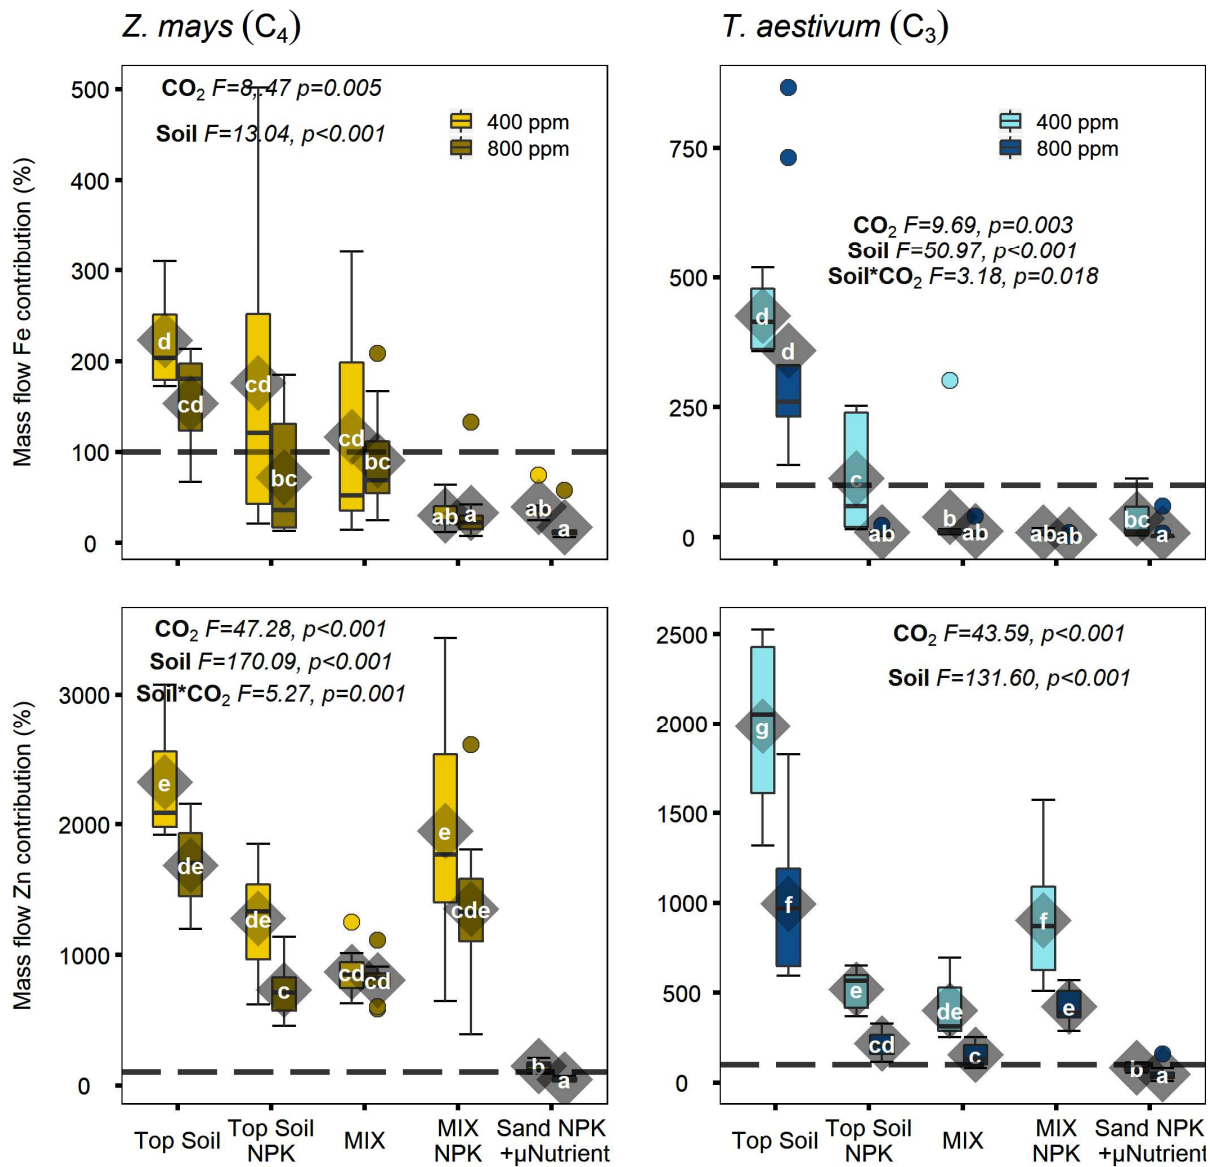 Z. mays (C₄)
T. aestivum (C₃)
Mass flow Fe contribution (%)
500
400
300
200
100
0
CO₂ F=8,.47 p=0.005
Soil F=13.04, p<0.001
400 ppm
800 ppm
d
cd
cd
bc
cd
bc
ab
a
ab
a
750
500
250
0
400 ppm
800 ppm
CO₂ F=9.69, p=0.003
Soil F=50.97, p<0.001
Soil*CO₂ F=3.18, p=0.018
d
d
c
ab
b
ab
ab
ab
bc
a
Mass flow Zn contribution (%)
3000
2000
1000
0
CO₂ F=47.28, p<0.001
Soil F=170.09, p<0.001
Soil*CO₂ F=5.27, p=0.001
e
de
de
c
cd
cd
e
cde
b
a
Top Soil
Top Soil
NPK
MIX
MIX
NPK
Sand NPK
+µNutrient
2500
2000
1500
1000
500
0
CO₂ F=43.59, p<0.001
Soil F=131.60, p<0.001
g
f
e
cd
de
c
f
e
b
a
Top Soil
Top Soil
NPK
MIX
MIX
NPK
Sand NPK
+µNutrient